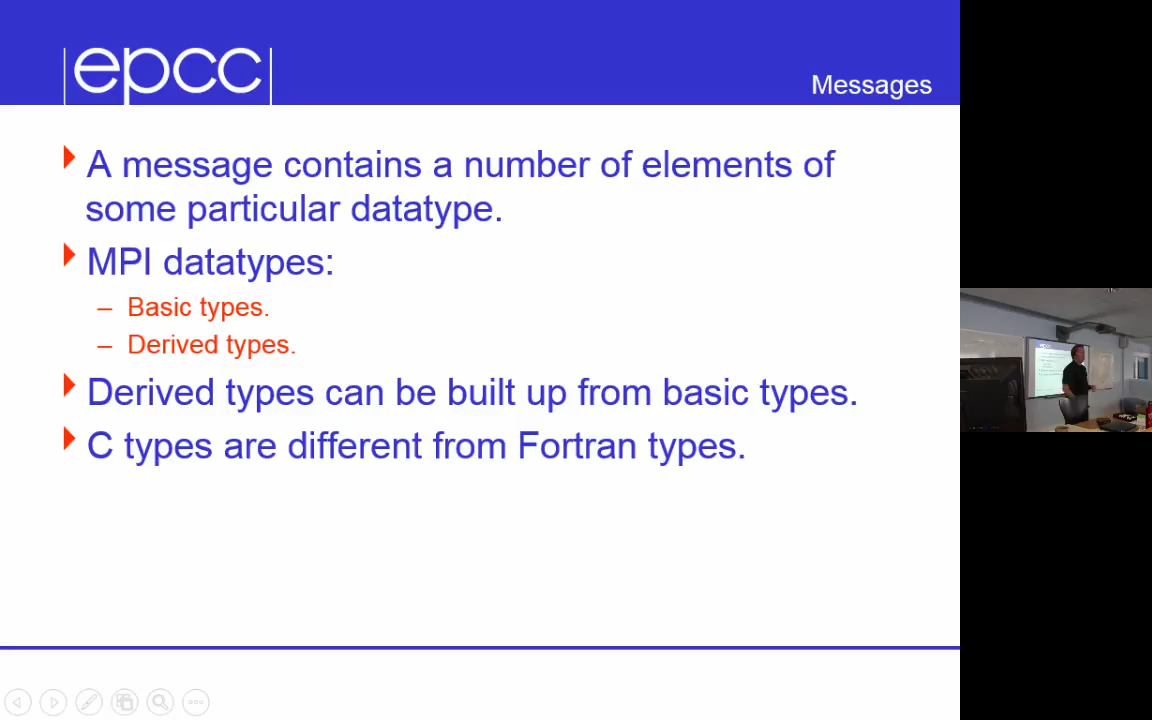 epcc
Messages
A message contains a number of elements of
some particular datatype.
MPI datatypes:
– Basic types.
– Derived types.
Derived types can be built up from basic types.
C types are different from Fortran types.
epcc